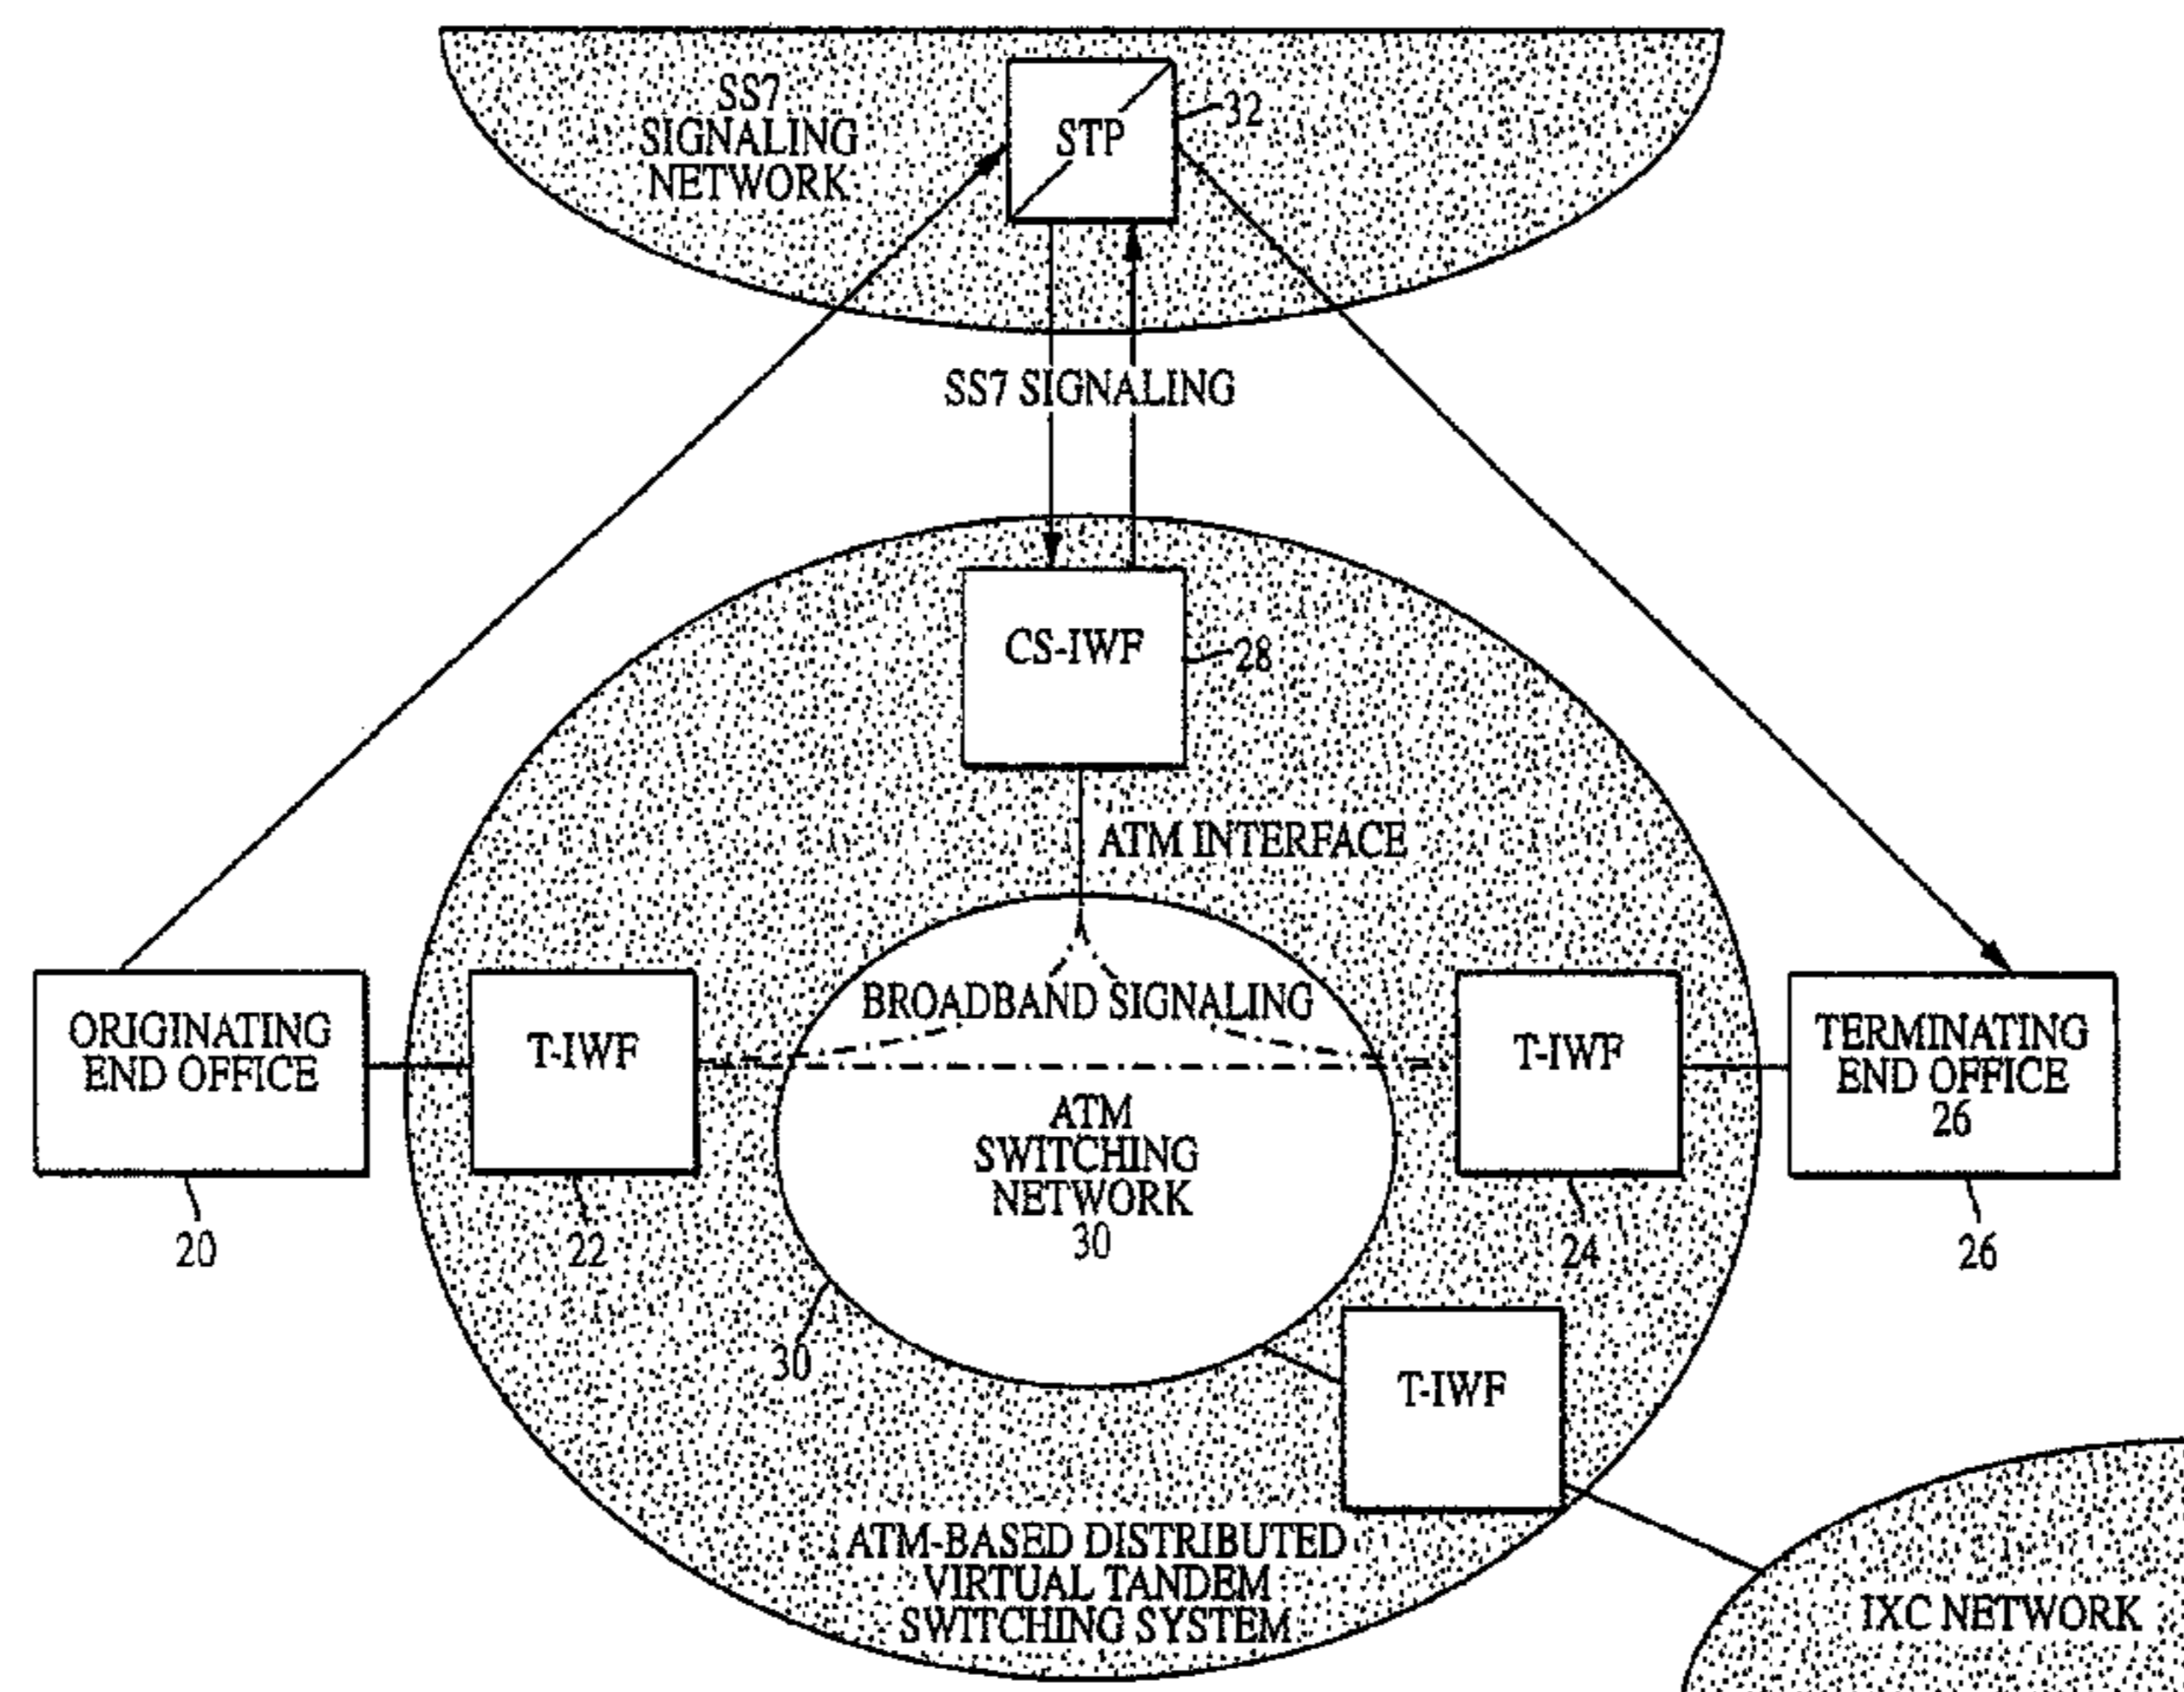 SS7
SIGNALING
NETWORK
STP
32
SS7 SIGNALING
CS-IWF
28
ATM INTERFACE
BROADBAND SIGNALING
ORIGINATING
END OFFICE
20
T-IWF
22
ATM
SWITCHING
NETWORK
30
30
T-IWF
24
TERMINATING
END OFFICE
26
26
T-IWF
ATM-BASED DISTRIBUTED
VIRTUAL TANDEM
SWITCHING SYSTEM
IXC NETWORK